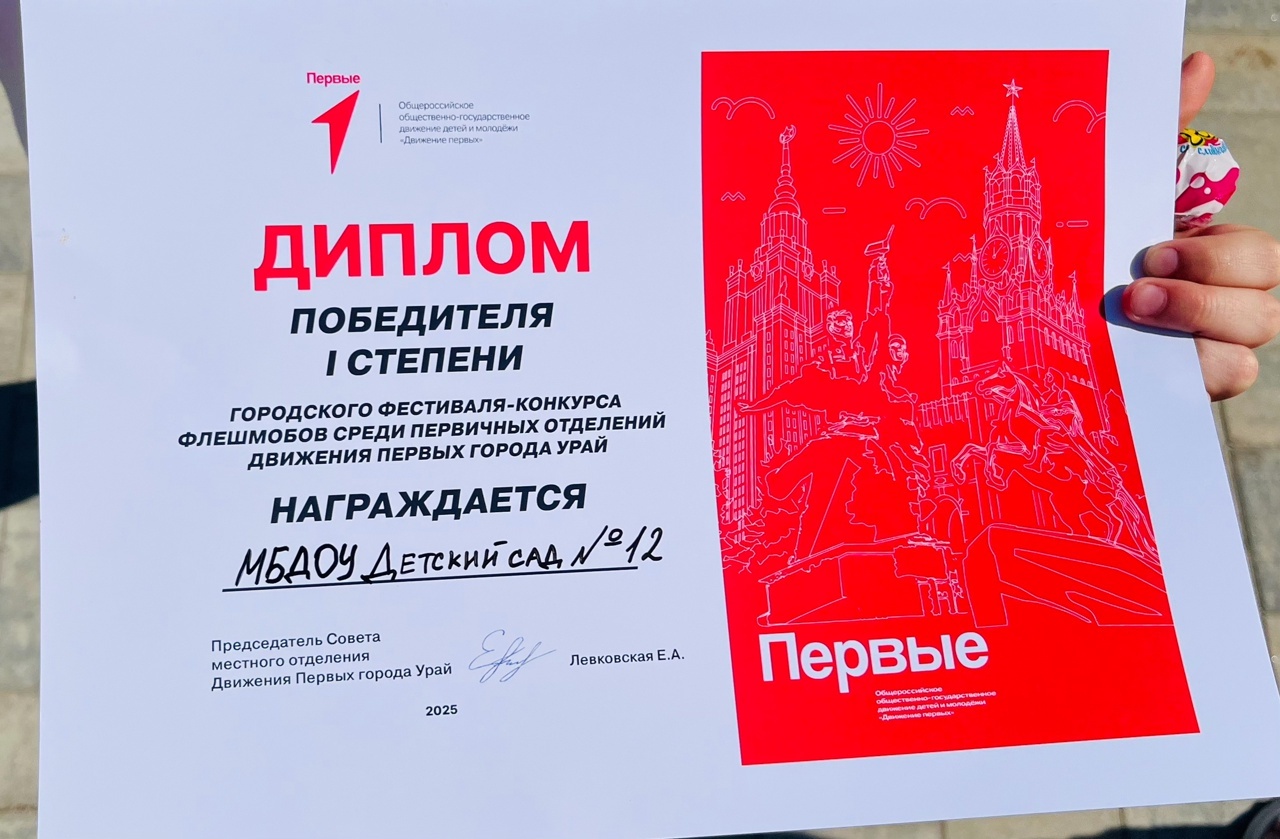 Первые
Общероссийское
общественно-государственное
движение детей и молодёжи
«Движение первых»
ДИПЛОМ
ПОБЕДИТЕЛЯ
I СТЕПЕНИ
ГОРОДСКОГО ФЕСТИВАЛЯ-КОНКУРСА
ФЛЕШМОБОВ СРЕДИ ПЕРВИЧНЫХ ОТДЕЛЕНИЙ
ДВИЖЕНИЯ ПЕРВЫХ ГОРОДА УРАЙ
НАГРАЖДАЕТСЯ
МБДОУ Детский сад №12
Председатель Совета
местного отделения
Движения Первых города Урай
Левковская Е.А.
2025
Первые
Общероссийское
общественно-государственное
движение детей и молодёжи
«Движение первых»